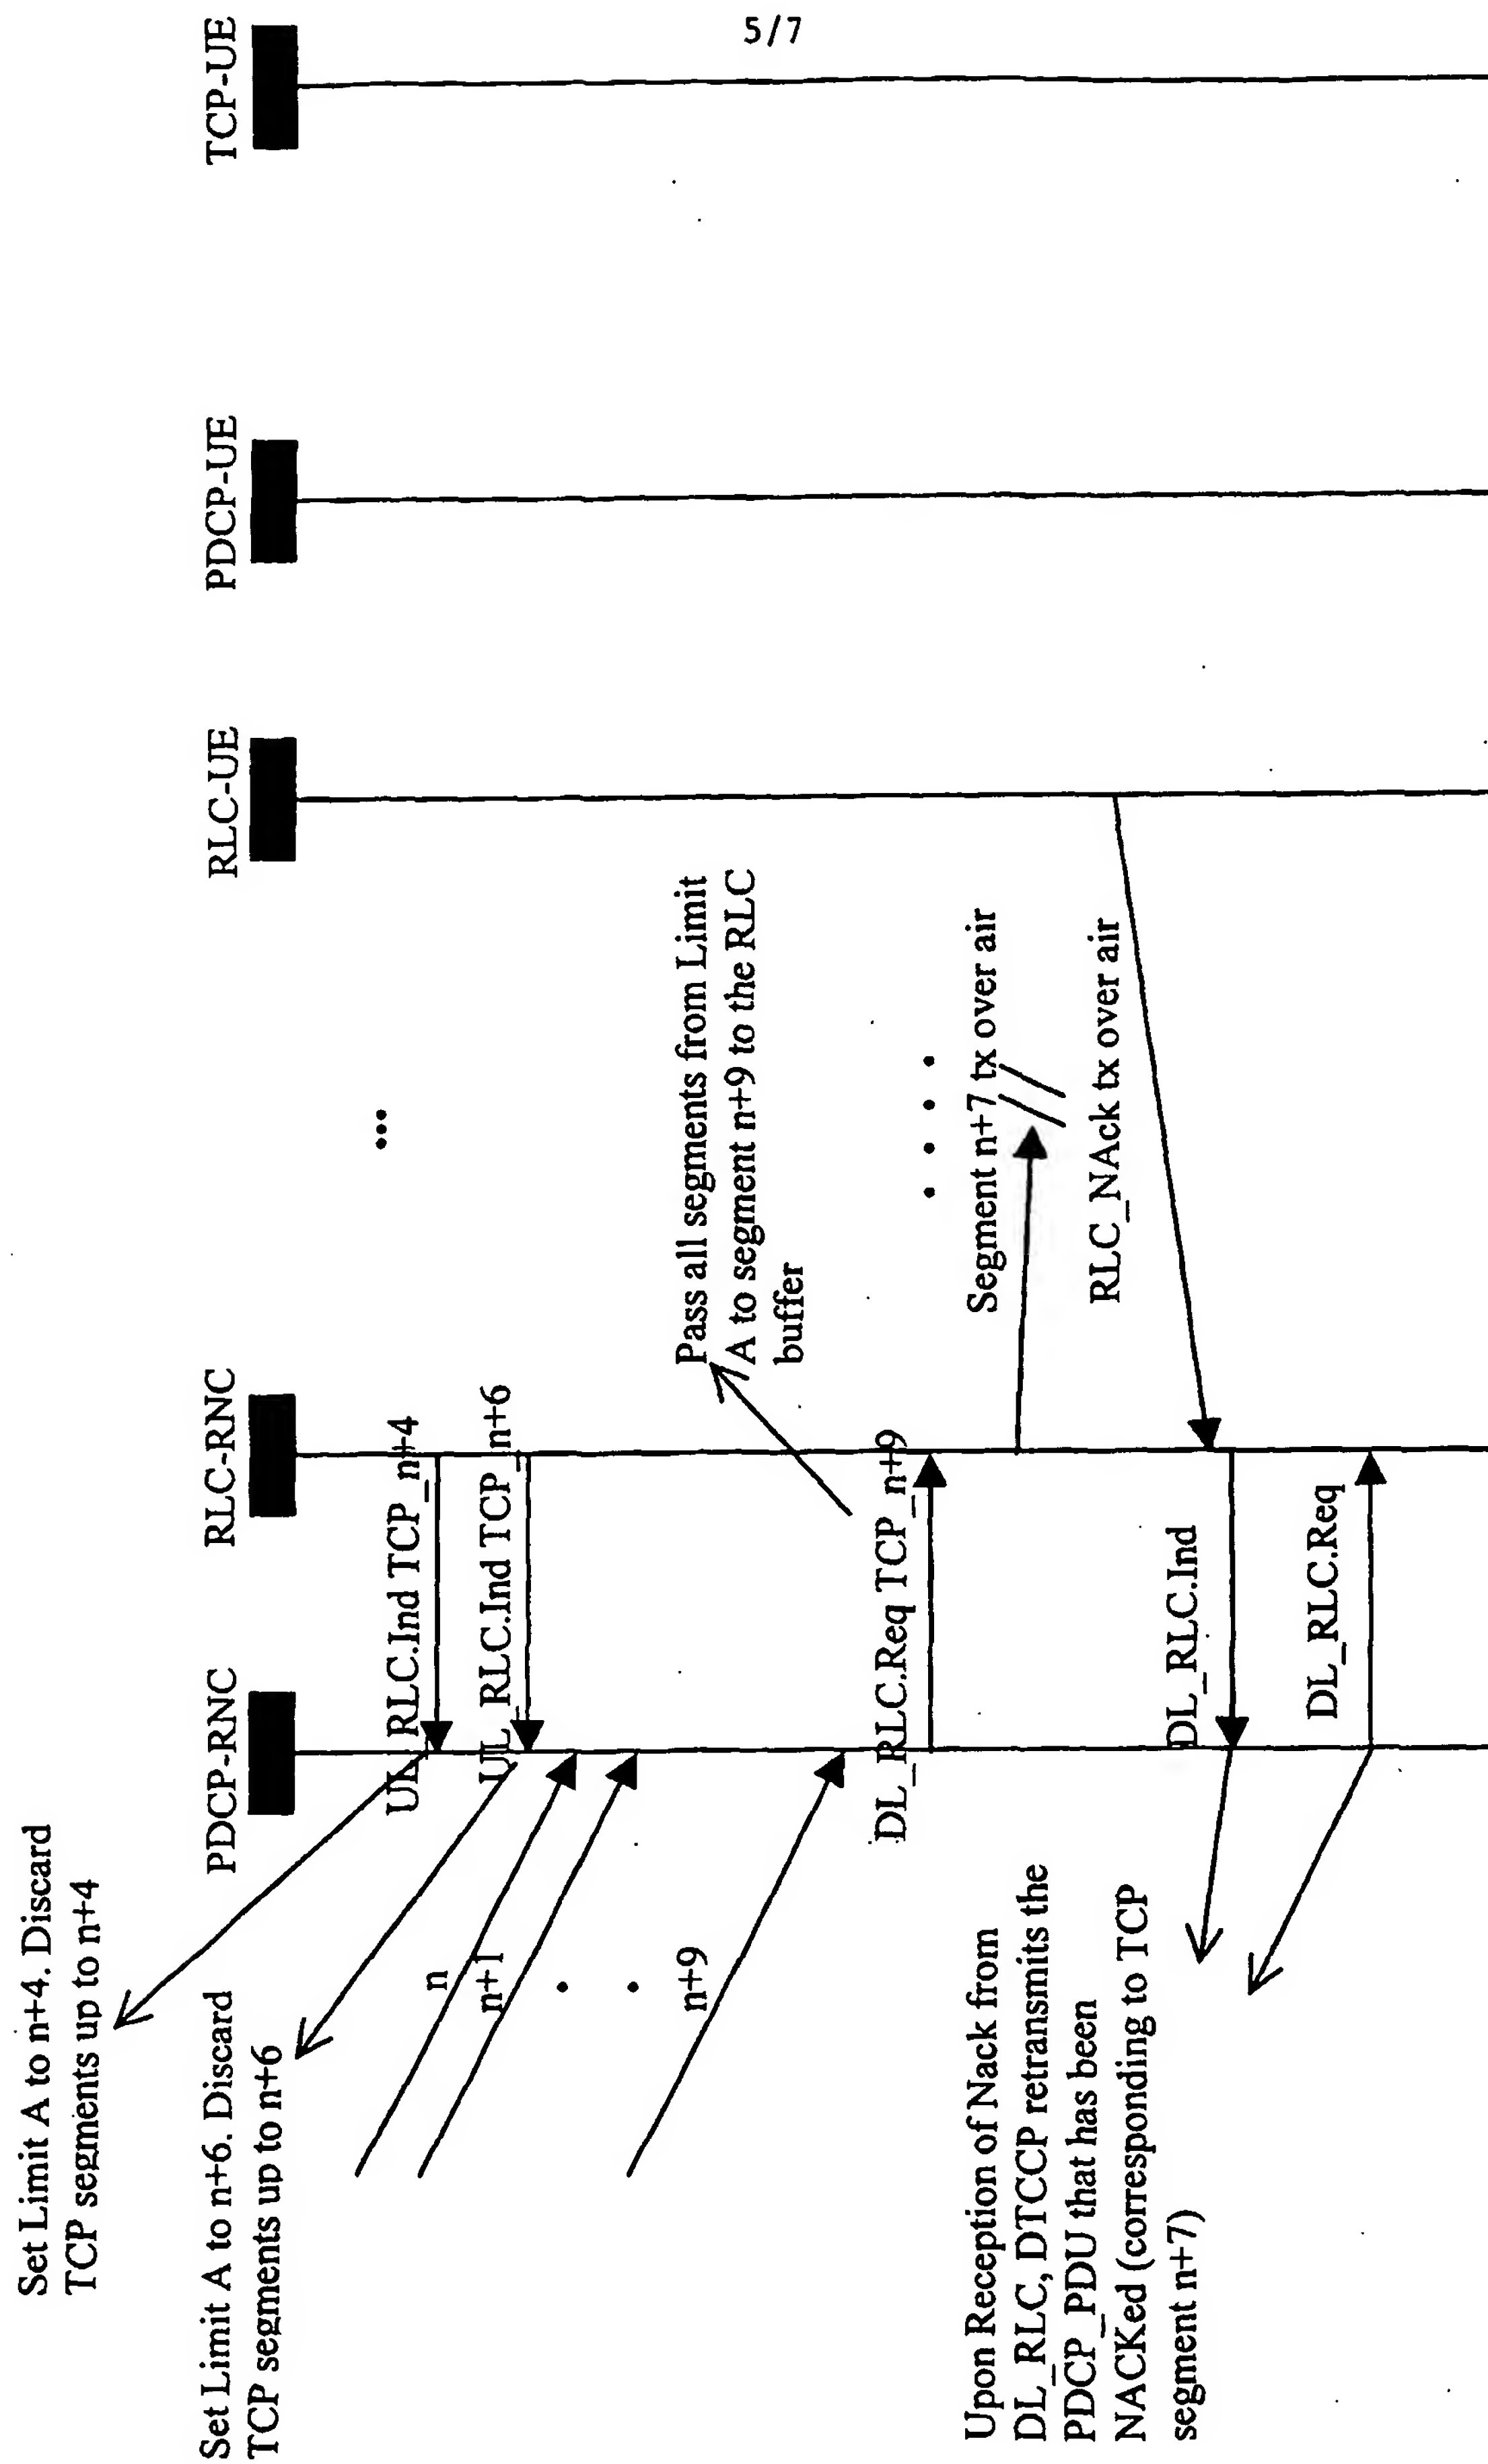 5/7
PDCP-RNC
RLC-RNC
RLC-UE
PDCP-UE
TCP-UE
Set Limit A to n+4. Discard
TCP segments up to n+4
UL_RLC.Ind TCP_n+4
...
Set Limit A to n+6. Discard
TCP segments up to n+6
UL_RLC.Ind TCP_n+6
n
n+1
.
.
n+9
Pass all segments from Limit
A to segment n+9 to the RLC
buffer
DL_RLC.Req TCP_n+9
. . . .
Segment n+7 tx over air
RLC_NAck tx over air
Upon Reception of Nack from
DL_RLC, DTCCP retransmits the
PDCP_PDU that has been
NACKed (corresponding to TCP
segment n+7)
DL_RLC.Ind
DL_RLC.Req